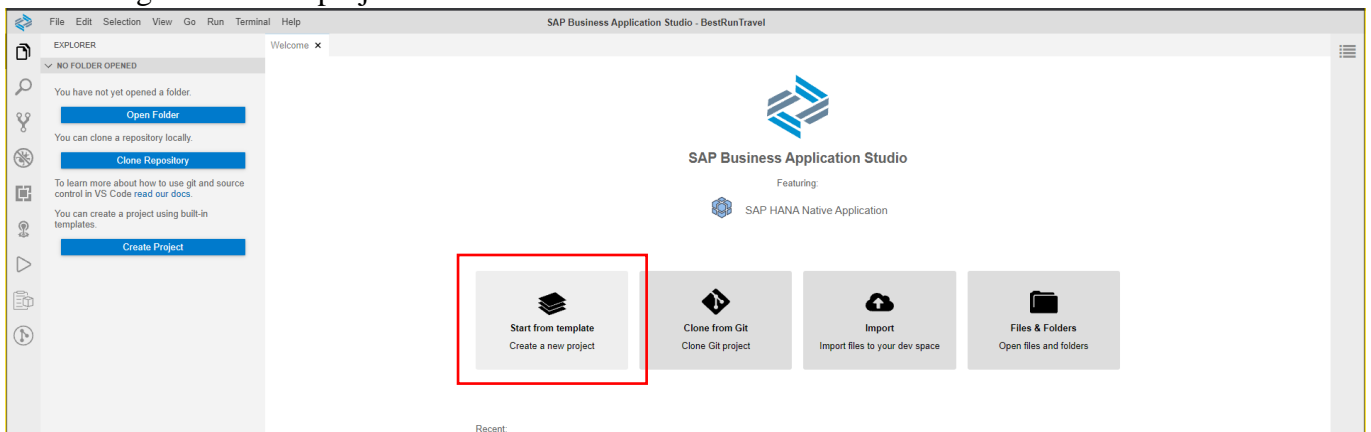 File Edit Selection View Go Run Terminal Help
SAP Business Application Studio - BestRunTravel
EXPLORER
NO FOLDER OPENED
You have not yet opened a folder.
Open Folder
You can clone a repository locally.
Clone Repository
To learn more about how to use git and source
control in VS Code read our docs.
You can create a project using built-in
templates.
Create Project
Welcome
SAP Business Application Studio
Featuring:
SAP HANA Native Application
Start from template
Create a new project
Clone from Git
Clone Git project
Import
Import files to your dev space
Files & Folders
Open files and folders
Recent: